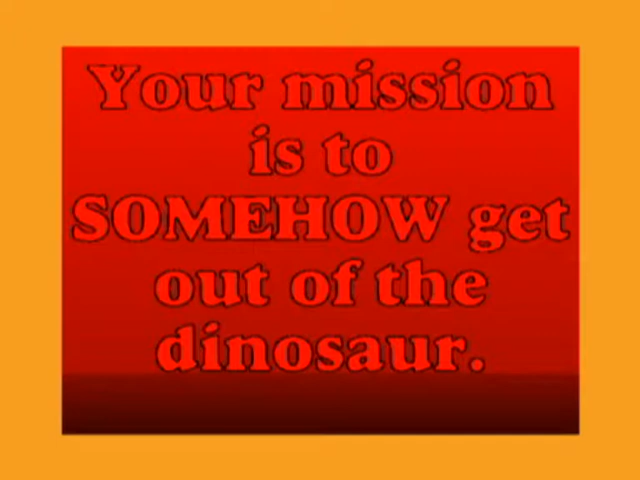 Your mission
is to
SOMEHOW get
out of the
dinosaur.